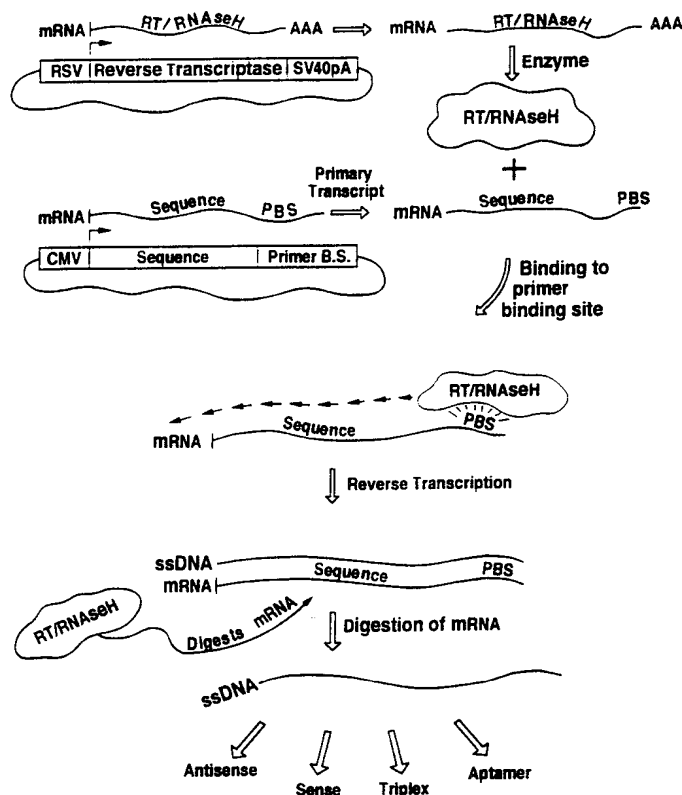 mRNA RT/RNAseH AAA
mRNA RT/RNAseH AAA
RSV Reverse Transcriptase SV40pA
Enzyme
RT/RNAseH
+
Primary
Transcript
mRNA Sequence PBS
mRNA Sequence PBS
CMV Sequence Primer B.S.
Binding to
primer
binding site
RT/RNAseH
PBS
mRNA Sequence
Reverse Transcription
ssDNA
mRNA Sequence PBS
RT/RNAseH
Digests mRNA
Digestion of mRNA
ssDNA
Antisense
Sense
Triplex
Aptamer